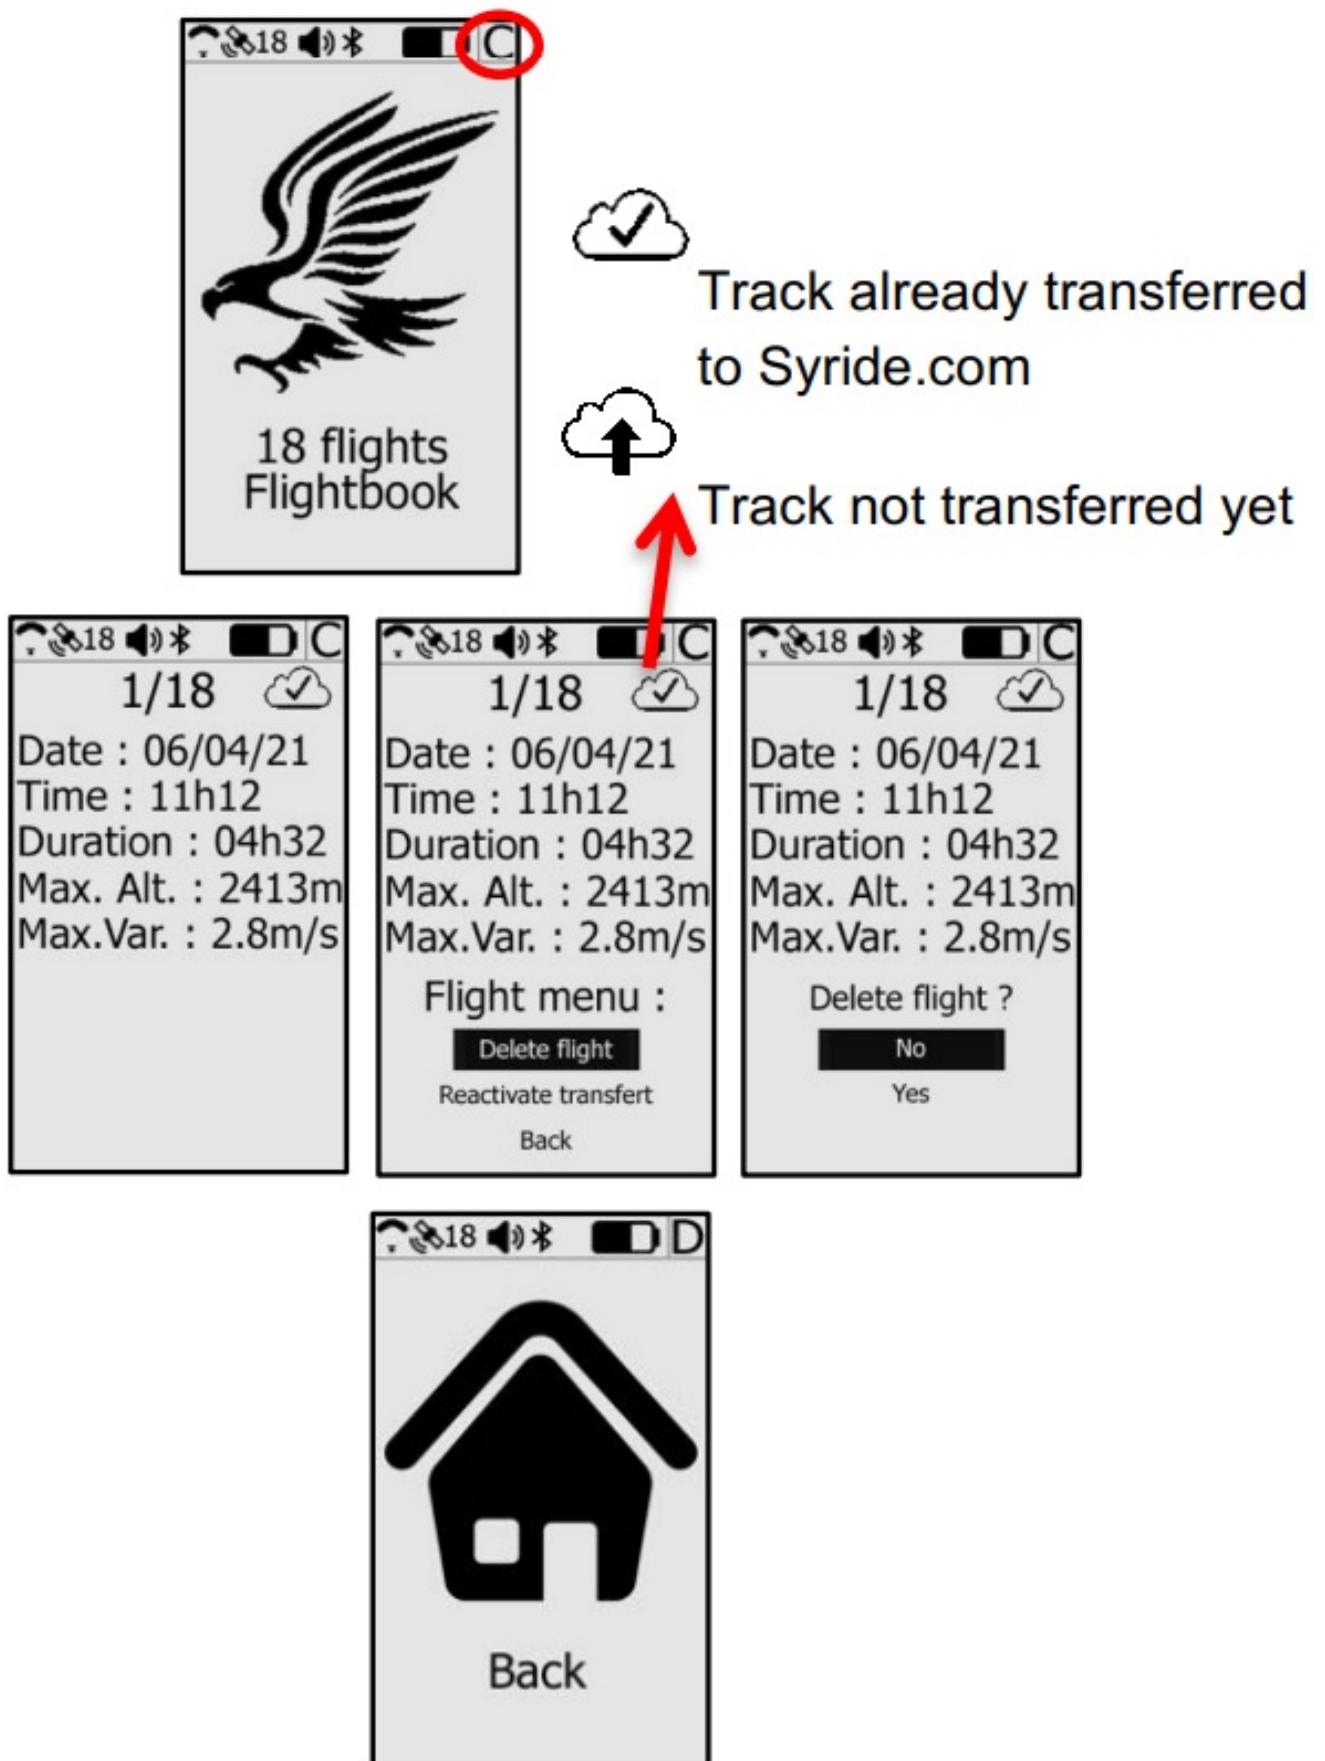 18 C
18 flights
Flightbook
Track already transferred
to Syride.com
Track not transferred yet
18 C
1/18
Date : 06/04/21
Time : 11h12
Duration : 04h32
Max. Alt. : 2413m
Max.Var. : 2.8m/s
18 C
1/18
Date : 06/04/21
Time : 11h12
Duration : 04h32
Max. Alt. : 2413m
Max.Var. : 2.8m/s
Flight menu :
Delete flight
Reactivate transfert
Back
18 C
1/18
Date : 06/04/21
Time : 11h12
Duration : 04h32
Max. Alt. : 2413m
Max.Var. : 2.8m/s
Delete flight ?
No
Yes
18 D
Back